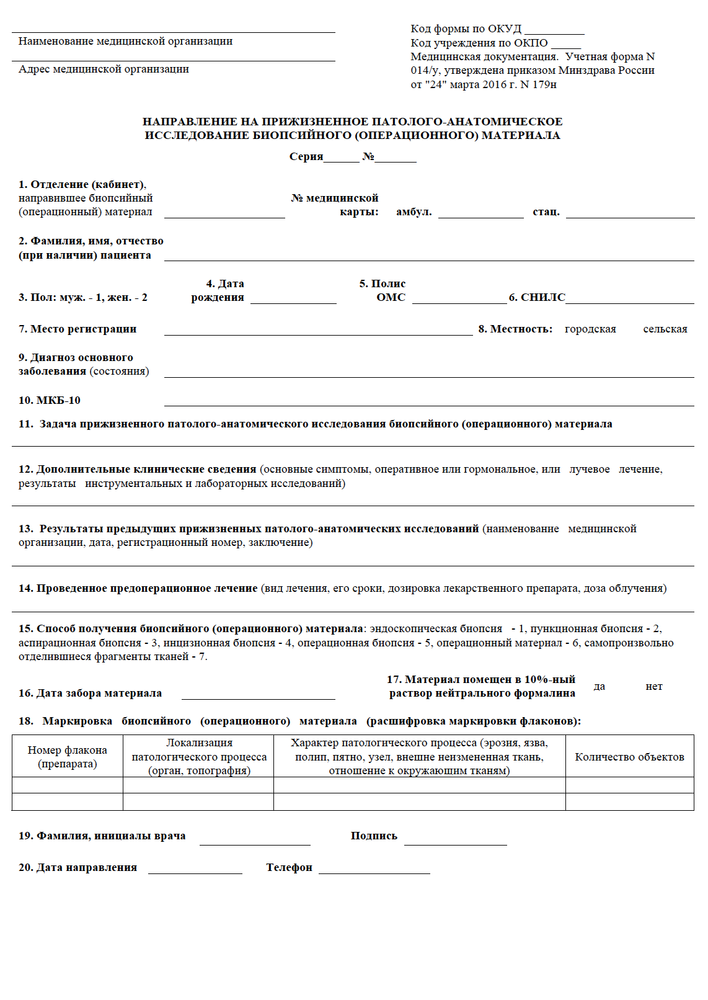 Наименование медицинской организации
Адрес медицинской организации
Код формы по ОКУД __________
Код учреждения по ОКПО _____
Медицинская документация. Учетная форма N
014/у, утверждена приказом Минздрава России
от "24" марта 2016 г. N 179н
НАПРАВЛЕНИЕ НА ПРИЖИЗНЕННОЕ ПАТОЛОГО-АНАТОМИЧЕСКОЕ
ИССЛЕДОВАНИЕ БИОПСИЙНОГО (ОПЕРАЦИОННОГО) МАТЕРИАЛА
Серия______ №_______
1. Отделение (кабинет),
направившее биопсийный
(операционный) материал
№ медицинской
карты: амбул. стац.
2. Фамилия, имя, отчество
(при наличии) пациента
3. Пол: муж. - 1, жен. - 2
4. Дата
рождения
5. Полис
ОМС
6. СНИЛС
7. Место регистрации
8. Местность: городская сельская
9. Диагноз основного
заболевания (состояния)
10. МКБ-10
11. Задача прижизненного патолого-анатомического исследования биопсийного (операционного) материала
12. Дополнительные клинические сведения (основные симптомы, оперативное или гормональное, или лучевое лечение,
результаты инструментальных и лабораторных исследований)
13. Результаты предыдущих прижизненных патолого-анатомических исследований (наименование медицинской
организации, дата, регистрационный номер, заключение)
14. Проведенное предоперационное лечение (вид лечения, его сроки, дозировка лекарственного препарата, доза облучения)
15. Способ получения биопсийного (операционного) материала: эндоскопическая биопсия - 1, пункционная биопсия - 2,
аспирационная биопсия - 3, инцизионная биопсия - 4, операционная биопсия - 5, операционный материал - 6, самопроизвольно
отделившиеся фрагменты тканей - 7.
16. Дата забора материала
17. Материал помещен в 10%-ный
раствор нейтрального формалина
да нет
18. Маркировка биопсийного (операционного) материала (расшифровка маркировки флаконов):
Номер флакона
(препарата)
Локализация
патологического процесса
(орган, топография)
Характер патологического процесса (эрозия, язва,
полип, пятно, узел, внешне неизмененная ткань,
отношение к окружающим тканям)
Количество объектов
19. Фамилия, инициалы врача Подпись
20. Дата направления Телефон